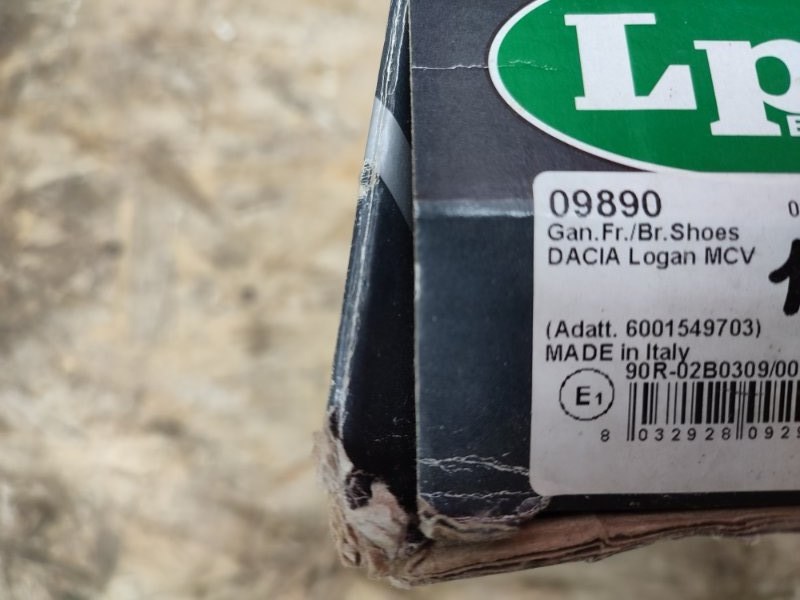 Lp
09890
Gan.Fr./Br.Shoes
DACIA Logan MCV
(Adatt. 6001549703)
MADE in Italy
90R-02B0309/00
E1
8 032928 092